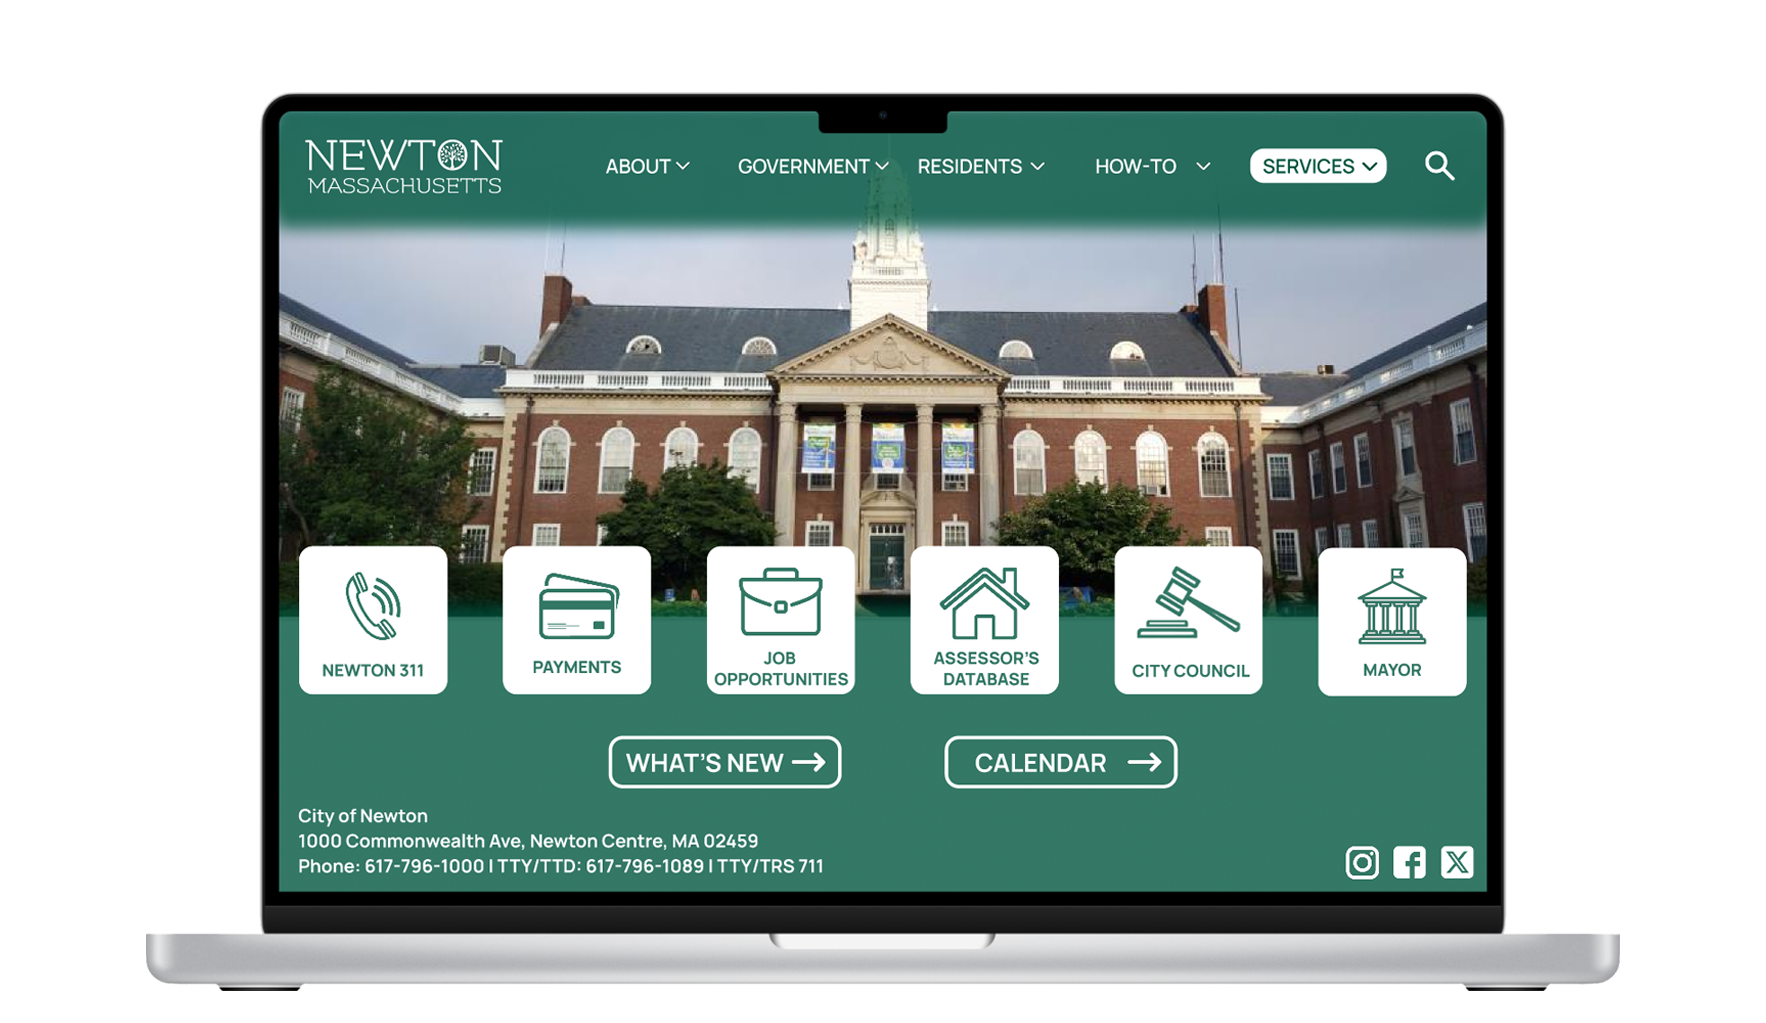 NEWTON
MASSACHUSETTS
ABOUT
GOVERNMENT
RESIDENTS
HOW-TO
SERVICES
NEWTON 311
PAYMENTS
JOB
OPPORTUNITIES
ASSESSOR'S
DATABASE
CITY COUNCIL
MAYOR
WHAT'S NEW
CALENDAR
City of Newton
1000 Commonwealth Ave, Newton Centre, MA 02459
Phone: 617-796-1000 | TTY/TTD: 617-796-1089 | TTY/TRS 711